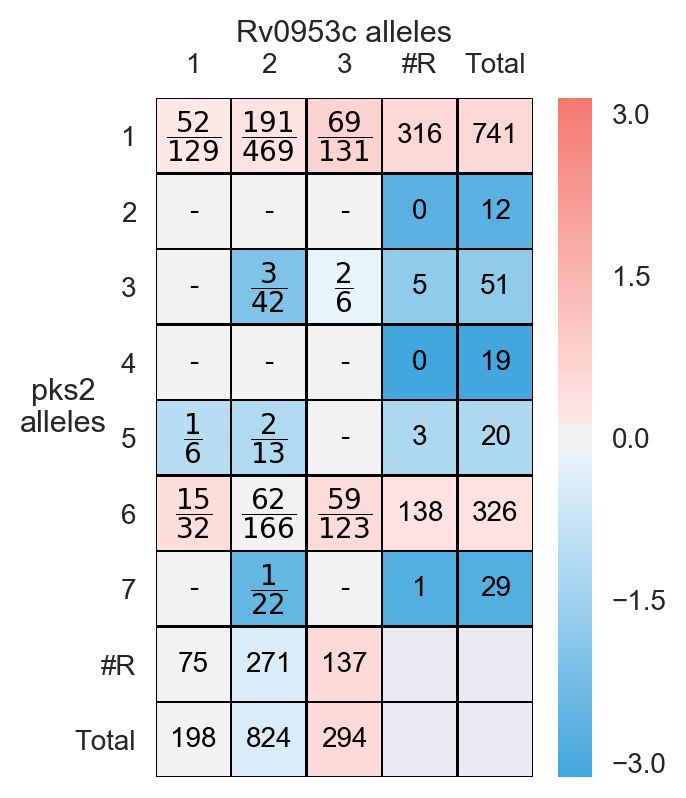 Rv0953c alleles
1 2 3 #R Total
1 52/129 191/469 69/131 316 741
2 - - - 0 12
3 - 3/42 2/6 5 51
4 - - - 0 19
5 1/6 2/13 - 3 20
6 15/32 62/166 59/123 138 326
7 - 1/22 - 1 29
#R 75 271 137
Total 198 824 294
pks2
alleles
3.0
1.5
0.0
−1.5
−3.0